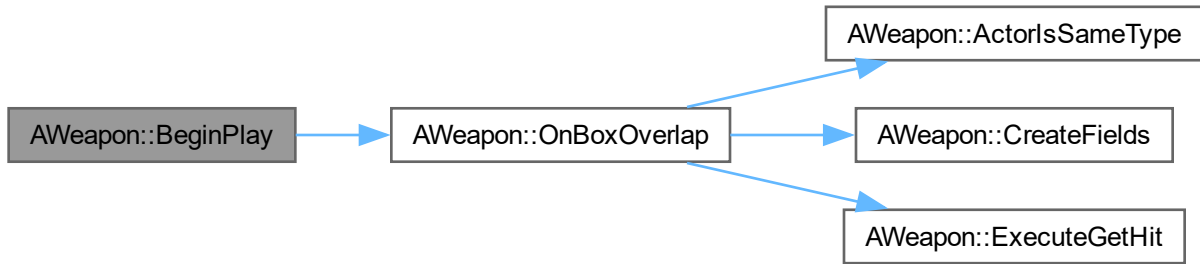 AWeapon::BeginPlay
AWeapon::OnBoxOverlap
AWeapon::ActorIsSameType
AWeapon::CreateFields
AWeapon::ExecuteGetHit